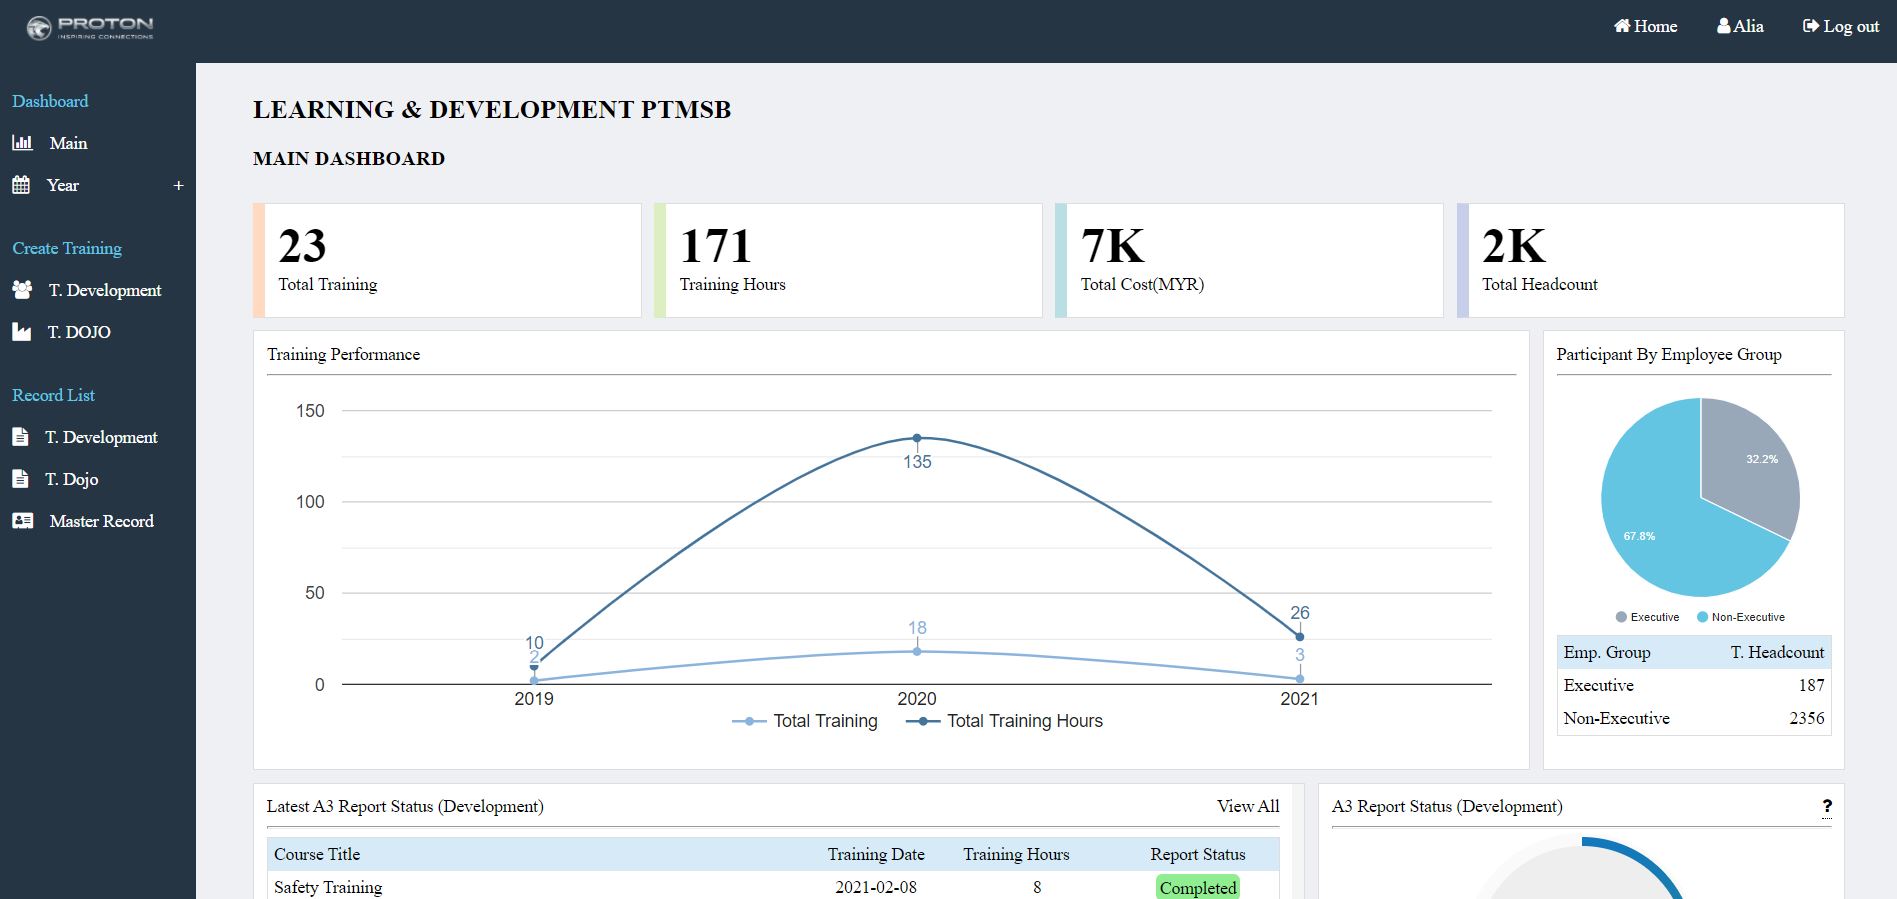 PROTON
INSPIRING CONNECTIONS
Home
Alia
Log out
Dashboard
Main
Year +
Create Training
T. Development
T. DOJO
Record List
T. Development
T. Dojo
Master Record
LEARNING & DEVELOPMENT PTMSB
MAIN DASHBOARD
23
Total Training
171
Training Hours
7K
Total Cost(MYR)
2K
Total Headcount
Training Performance
150
100
50
0
10
2
135
18
26
3
2019
2020
2021
Total Training
Total Training Hours
Participant By Employee Group
32.2%
67.8%
Executive
Non-Executive
Emp. Group T. Headcount
Executive 187
Non-Executive 2356
Latest A3 Report Status (Development) View All
Course Title Training Date Training Hours Report Status
Safety Training 2021-02-08 8 Completed
A3 Report Status (Development) ?